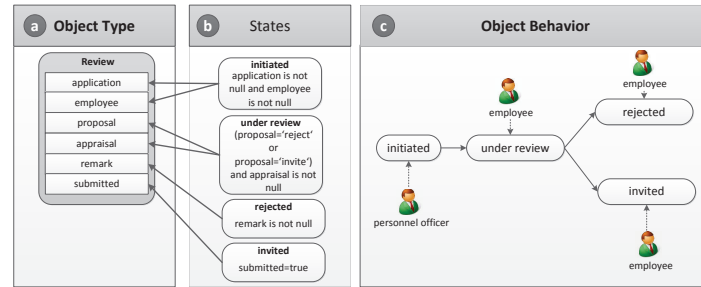 a Object Type
Review
application
employee
proposal
appraisal
remark
submitted
b States
initiated
application is not
null and employee
is not null
under review
(proposal='reject'
or
proposal='invite')
and appraisal is not
null
rejected
remark is not null
invited
submitted=true
c Object Behavior
employee
employee
rejected
initiated
under review
invited
personnel officer
employee